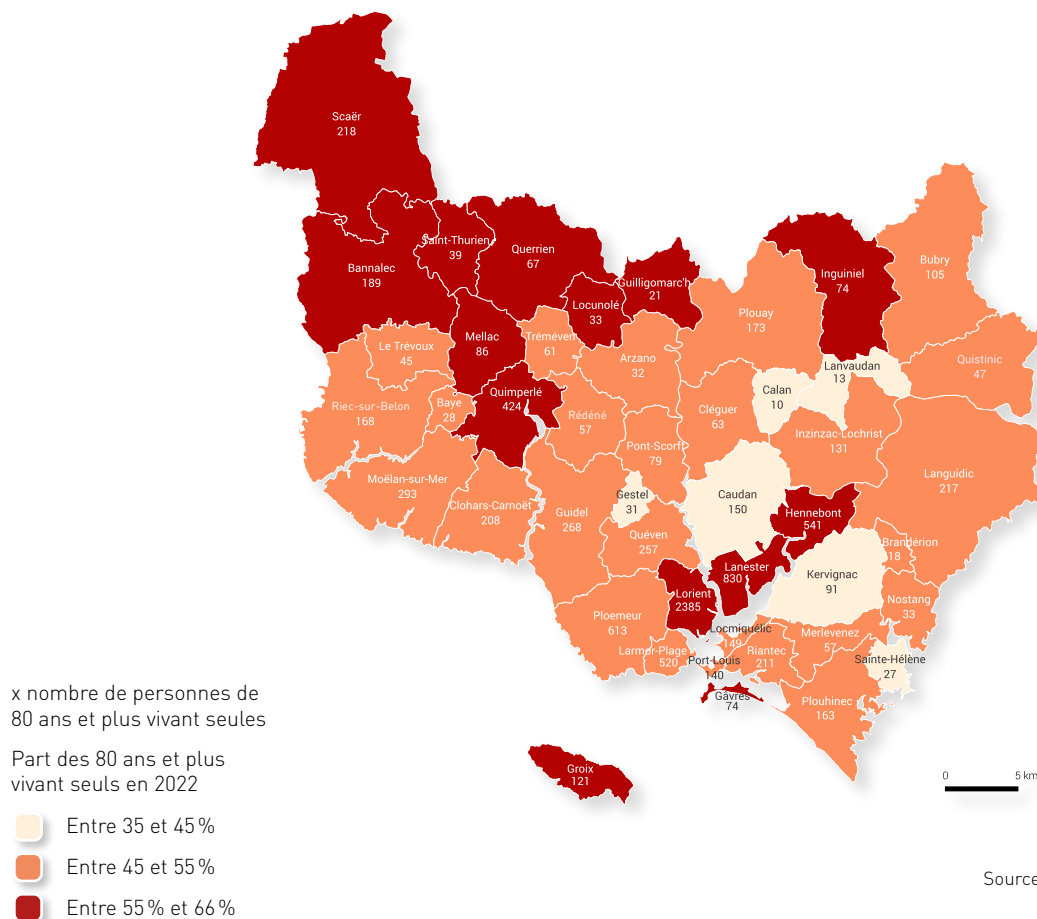 Scaër
218
Saint-Thurien
39
Querrien
67
Bannalec
189
Guilligomarc'h
21
Inguiniel
74
Bubry
105
Locunolé
33
Plouay
173
Mellac
86
Tréméven
61
Le Trévoux
45
Arzano
32
Lanvaudan
13
Quistinic
47
Quimperlé
424
Calan
10
Riec-sur-Belon
168
Baye
28
Rédéné
57
Cléguer
63
Inzinzac-Lochrist
131
Pont-Scorff
79
Languidic
217
Moëlan-sur-Mer
293
Clohars-Carnoët
208
Gestel
31
Caudan
150
Guidel
268
Hennebont
541
Quéven
257
Brandérion
18
Lanester
830
Kervignac
91
Lorient
2385
Nostang
33
Ploemeur
613
Locmiquélic
149
Merlevenez
57
Larmor-Plage
520
Port-Louis
140
Riantec
211
Sainte-Hélène
27
Gâvres
74
Plouhinec
163
Groix
121
x nombre de personnes de
80 ans et plus vivant seules
Part des 80 ans et plus
vivant seuls en 2022
Entre 35 et 45 %
Entre 45 et 55 %
Entre 55 % et 66 %
0 5 km
Source